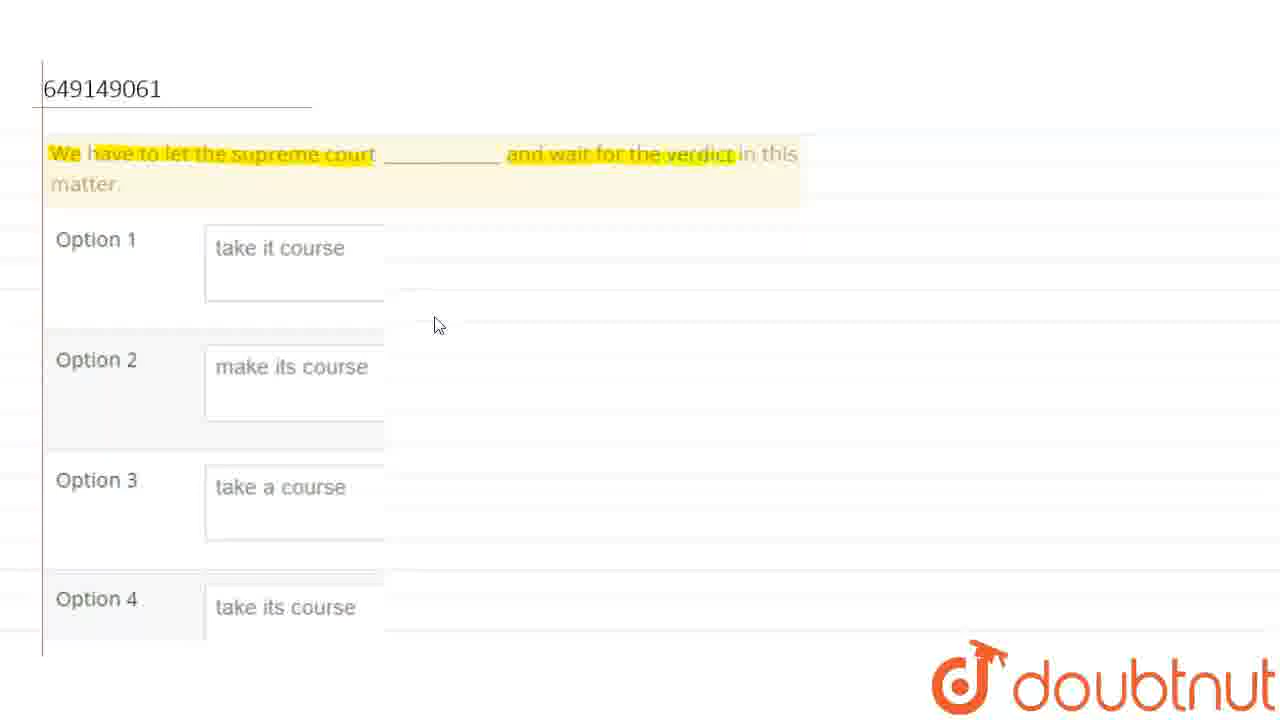 649149061
We have to let the supreme court ____________ and wait for the verdict in this
matter.
Option 1
take it course
Option 2
make its course
Option 3
take a course
Option 4
take its course
doubtnut